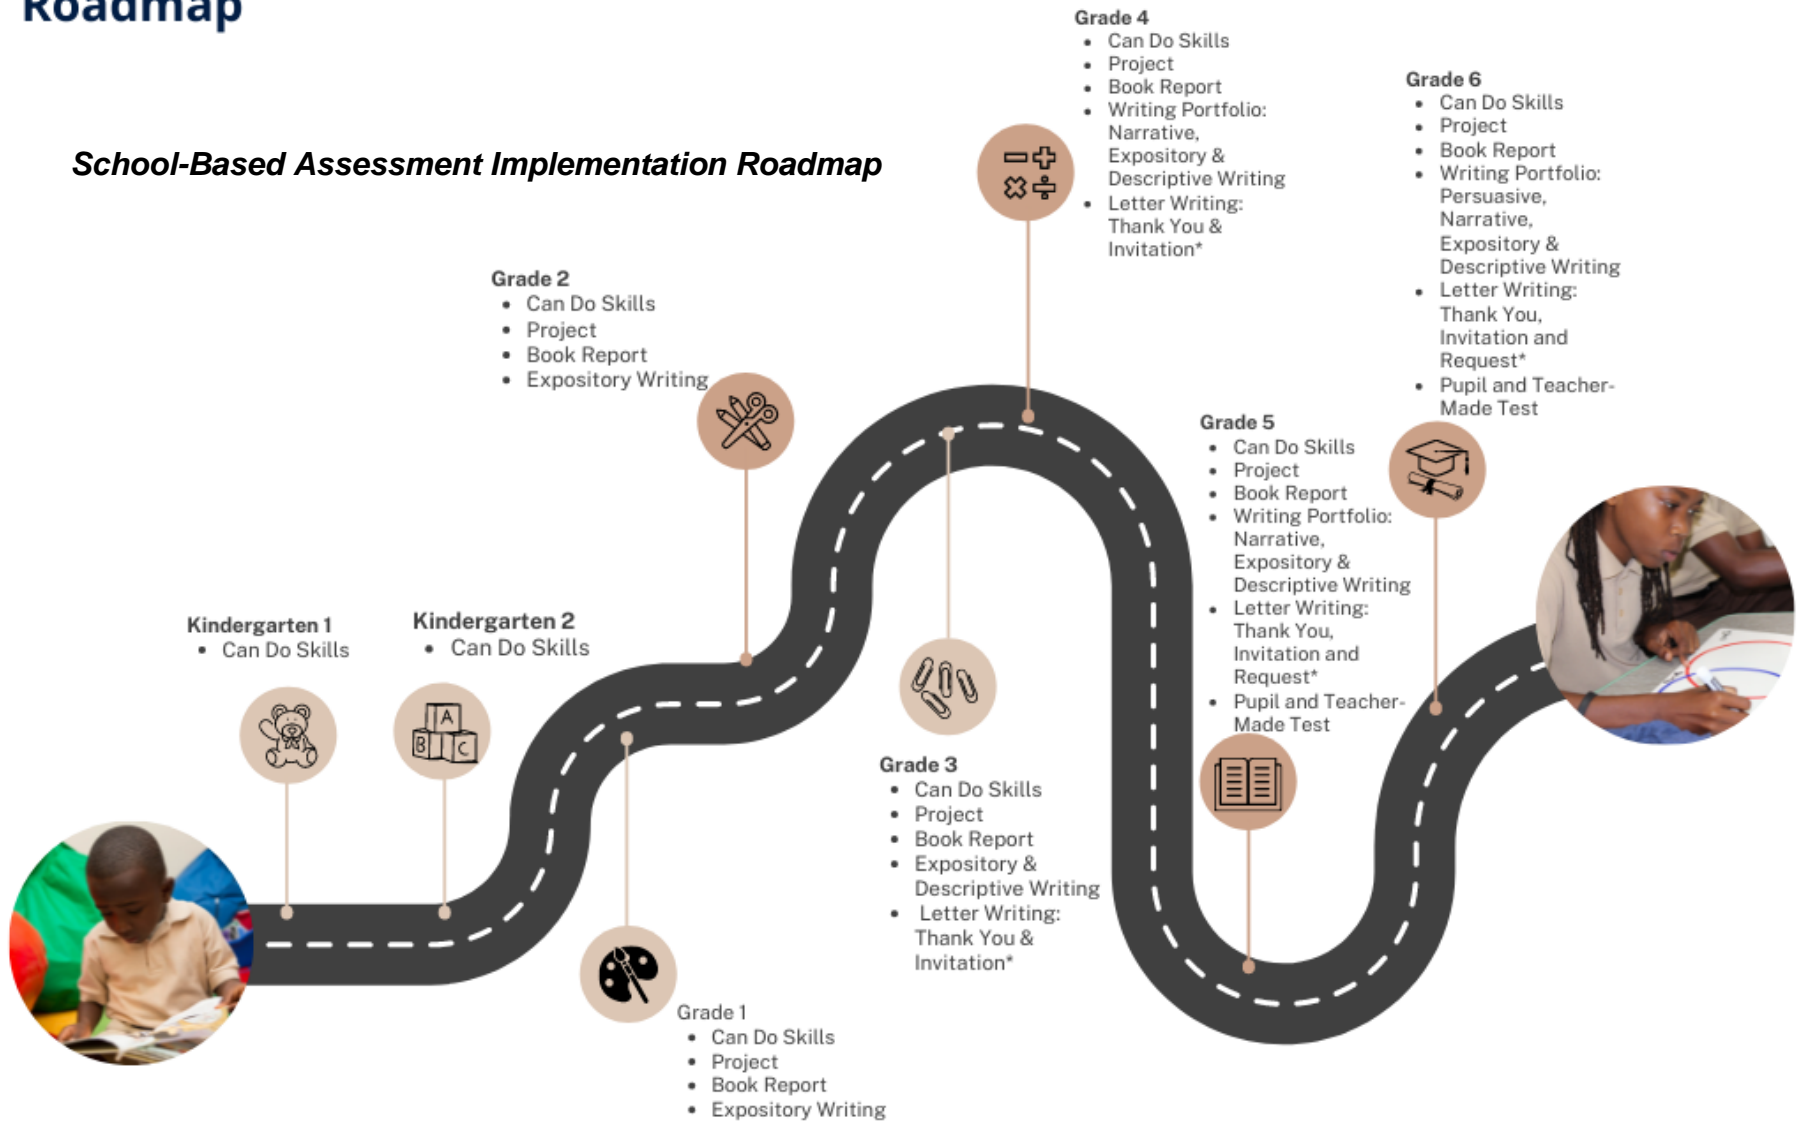 Roadmap
School-Based Assessment Implementation Roadmap
Kindergarten 1
• Can Do Skills
Kindergarten 2
• Can Do Skills
A
B C
Grade 1
• Can Do Skills
• Project
• Book Report
• Expository Writing
Grade 2
• Can Do Skills
• Project
• Book Report
• Expository Writing
Grade 3
• Can Do Skills
• Project
• Book Report
• Expository &
Descriptive Writing
• Letter Writing:
Thank You &
Invitation*
Grade 4
• Can Do Skills
• Project
• Book Report
• Writing Portfolio:
Narrative,
Expository &
Descriptive Writing
• Letter Writing:
Thank You &
Invitation*
Grade 5
• Can Do Skills
• Project
• Book Report
• Writing Portfolio:
Narrative,
Expository &
Descriptive Writing
• Letter Writing:
Thank You,
Invitation and
Request*
• Pupil and Teacher-
Made Test
Grade 6
• Can Do Skills
• Project
• Book Report
• Writing Portfolio:
Persuasive,
Narrative,
Expository &
Descriptive Writing
• Letter Writing:
Thank You,
Invitation and
Request*
• Pupil and Teacher-
Made Test